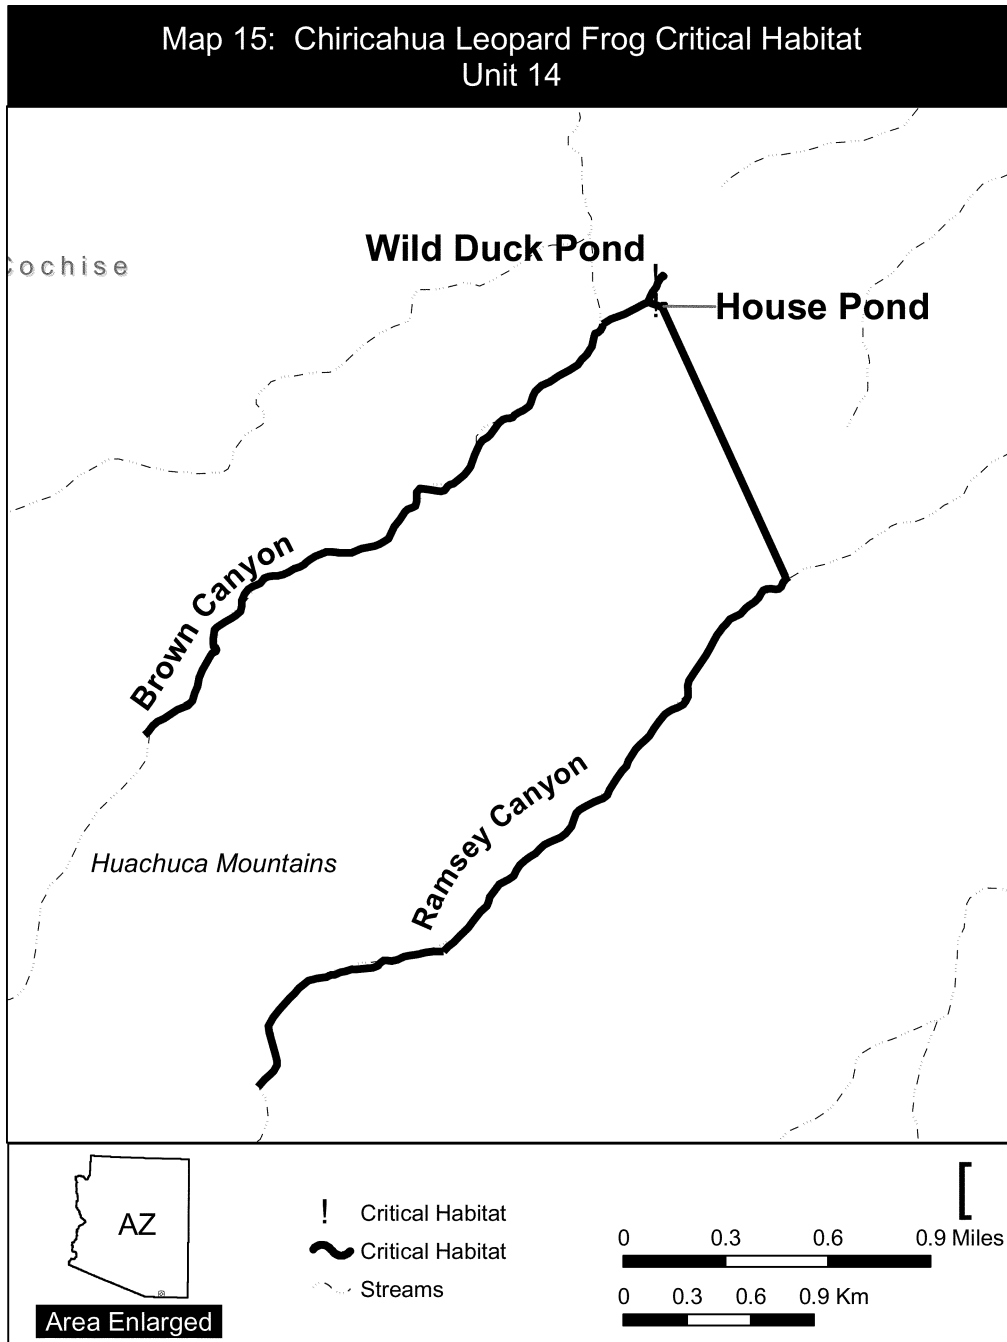 Map 15: Chiricahua Leopard Frog Critical Habitat
Unit 14
Wild Duck Pond
Cochise
House Pond
Brown Canyon
Ramsey Canyon
Huachuca Mountains
AZ
Area Enlarged
! Critical Habitat
Critical Habitat
Streams
[
0 0.3 0.6 0.9 Miles
0 0.3 0.6 0.9 Km